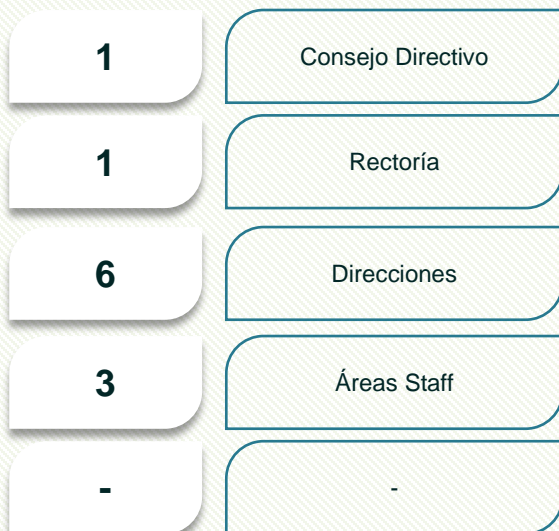 1 Consejo Directivo
1 Rectoría
6 Direcciones
3 Áreas Staff
- -